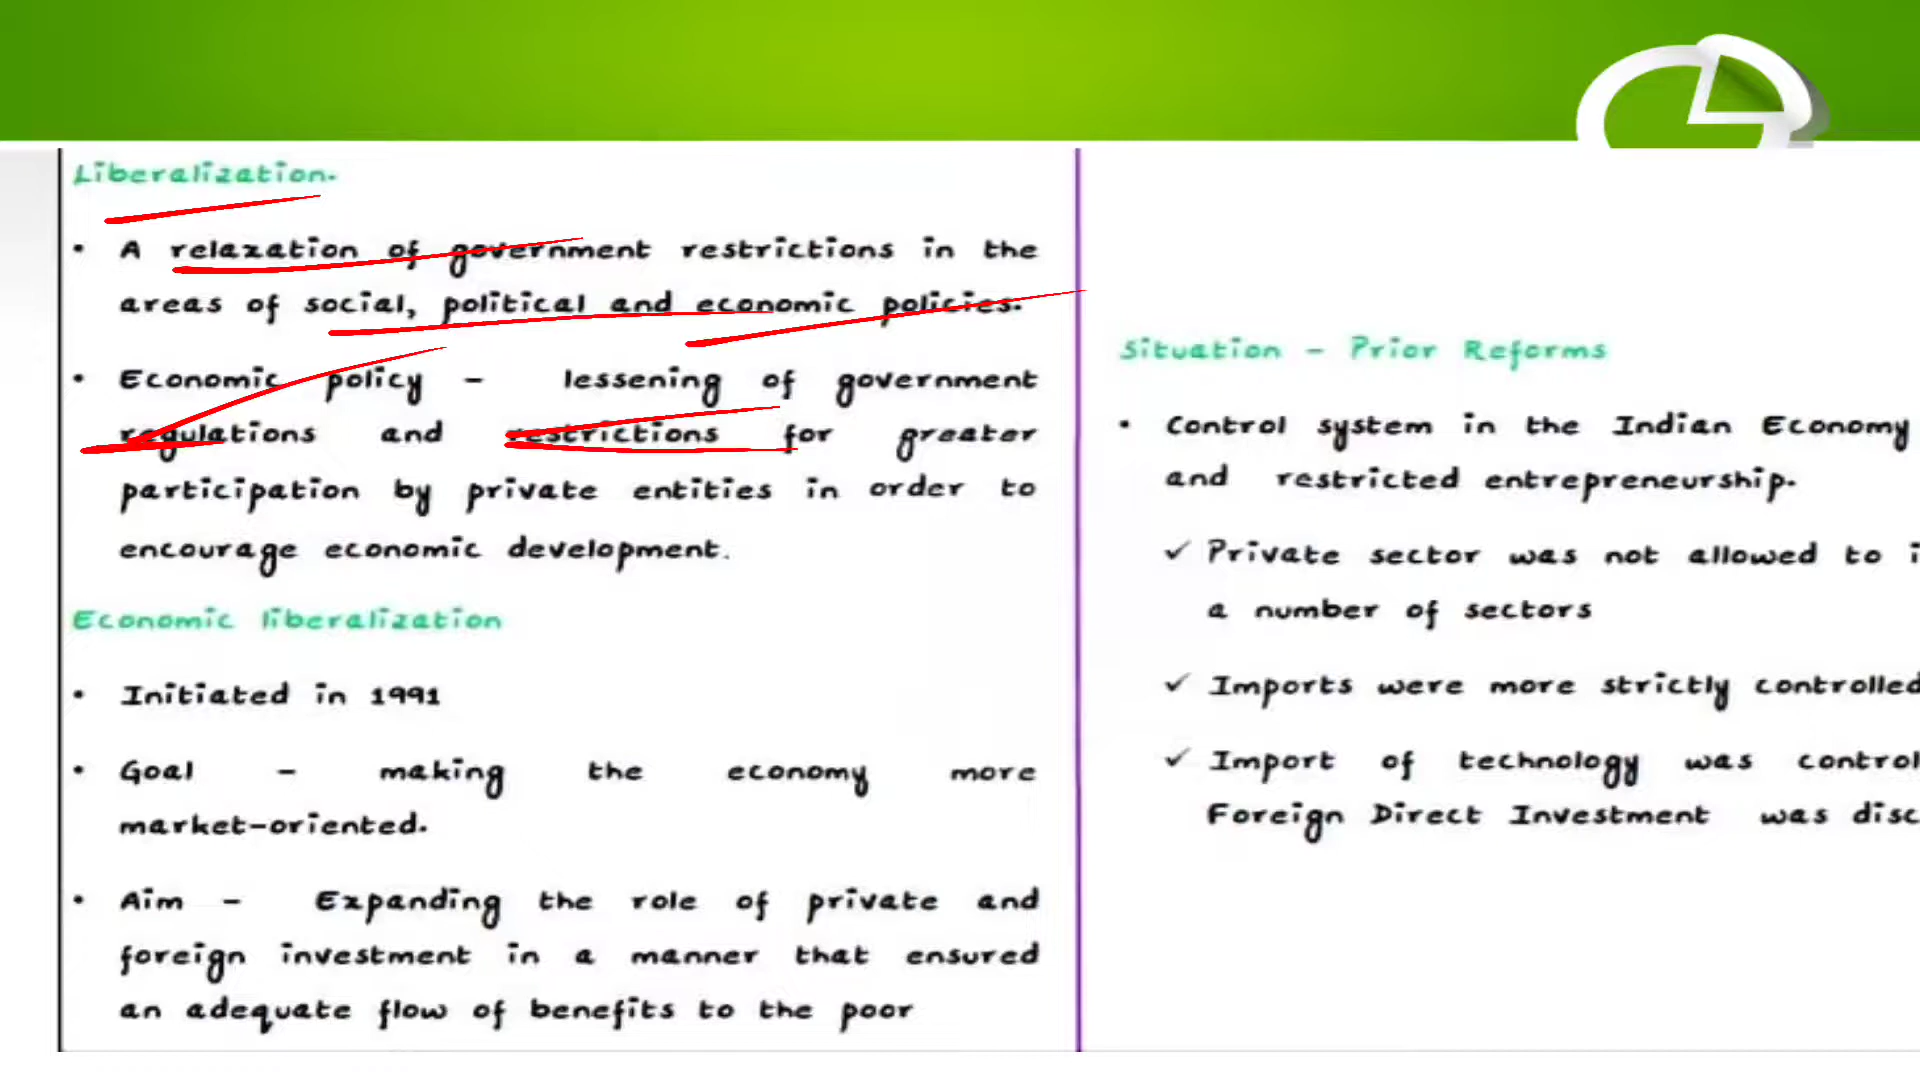 Liberalization.
• A relaxation of government restrictions in the
areas of social, political and economic policies.
• Economic policy - lessening of government
regulations and restrictions for greater
participation by private entities in order to
encourage economic development.
Economic liberalization
• Initiated in 1991
• Goal - making the economy more
market-oriented.
• Aim - Expanding the role of private and
foreign investment in a manner that ensured
an adequate flow of benefits to the poor
Situation - Prior Reforms
• Control system in the Indian Economy
and restricted entrepreneurship.
✓ Private sector was not allowed to
a number of sectors
✓ Imports were more strictly controlled
✓ Import of technology was
Foreign Direct Investment was